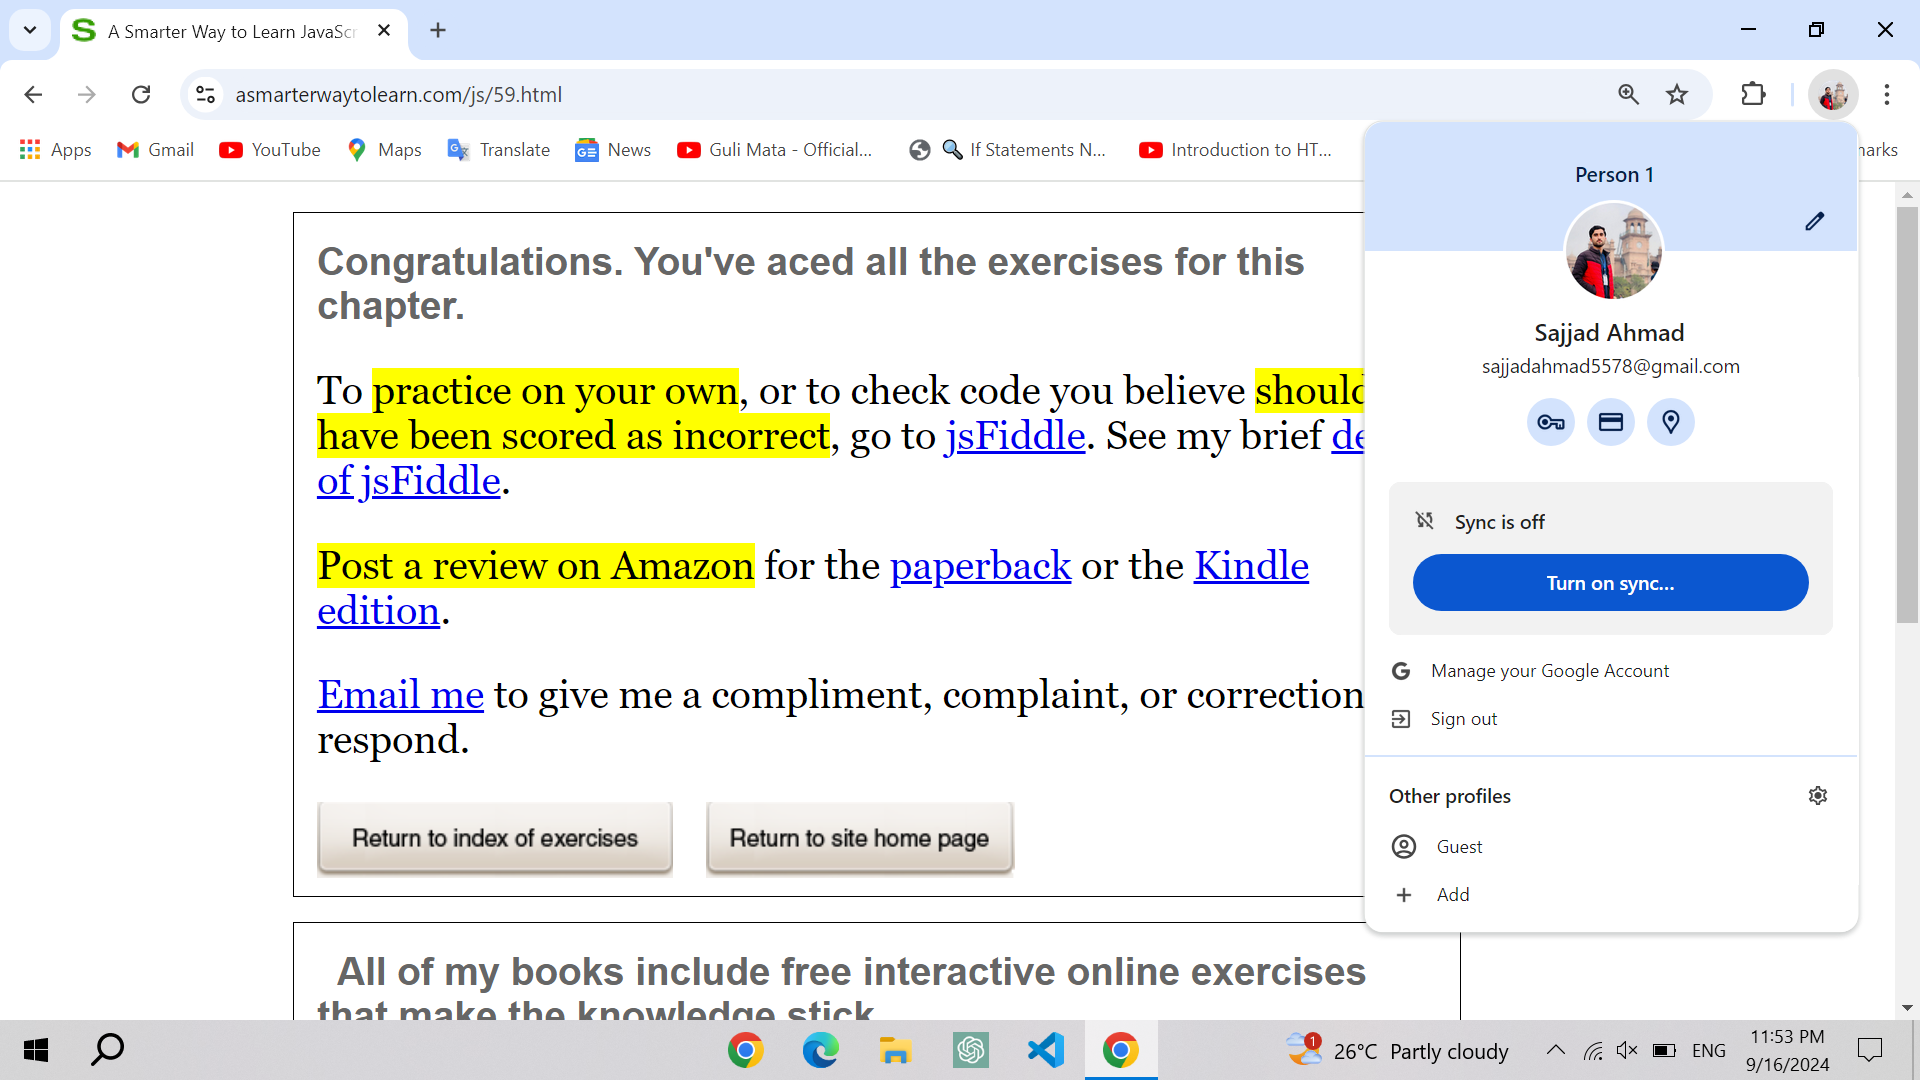 A Smarter Way to Learn JavaScr
asmarterwaytolearn.com/js/59.html
Apps
Gmail
YouTube
Maps
Translate
News
Guli Mata - Official...
If Statements N...
Introduction to HT...
Congratulations. You've aced all the exercises for this
chapter.
To practice on your own, or to check code you believe should
have been scored as incorrect, go to jsFiddle. See my brief
of jsFiddle.
Post a review on Amazon for the paperback or the Kindle
edition.
Email me to give me a compliment, complaint, or correction
respond.
Return to index of exercises
Return to site home page
All of my books include free interactive online exercises
that make the knowledge stick
Person 1
Sajjad Ahmad
sajjadahmad5578@gmail.com
Sync is off
Turn on sync...
Manage your Google Account
Sign out
Other profiles
Guest
Add
1
26°C Partly cloudy
ENG
11:53 PM
9/16/2024